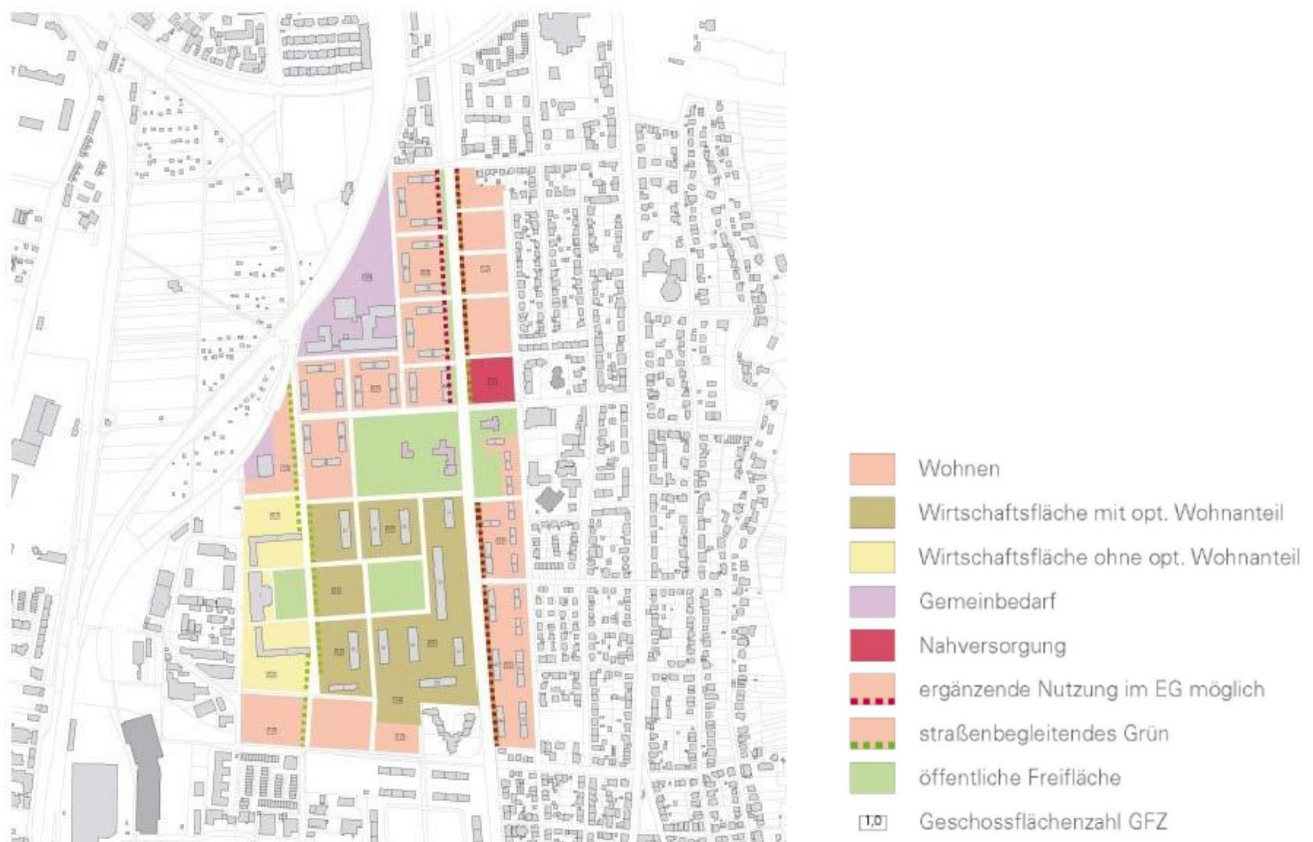 Wohnen
Wirtschaftsfläche mit opt. Wohnanteil
Wirtschaftsfläche ohne opt. Wohnanteil
Gemeinbedarf
Nahversorgung
ergänzende Nutzung im EG möglich
straßenbegleitendes Grün
öffentliche Freifläche
1,0 Geschossflächenzahl GFZ